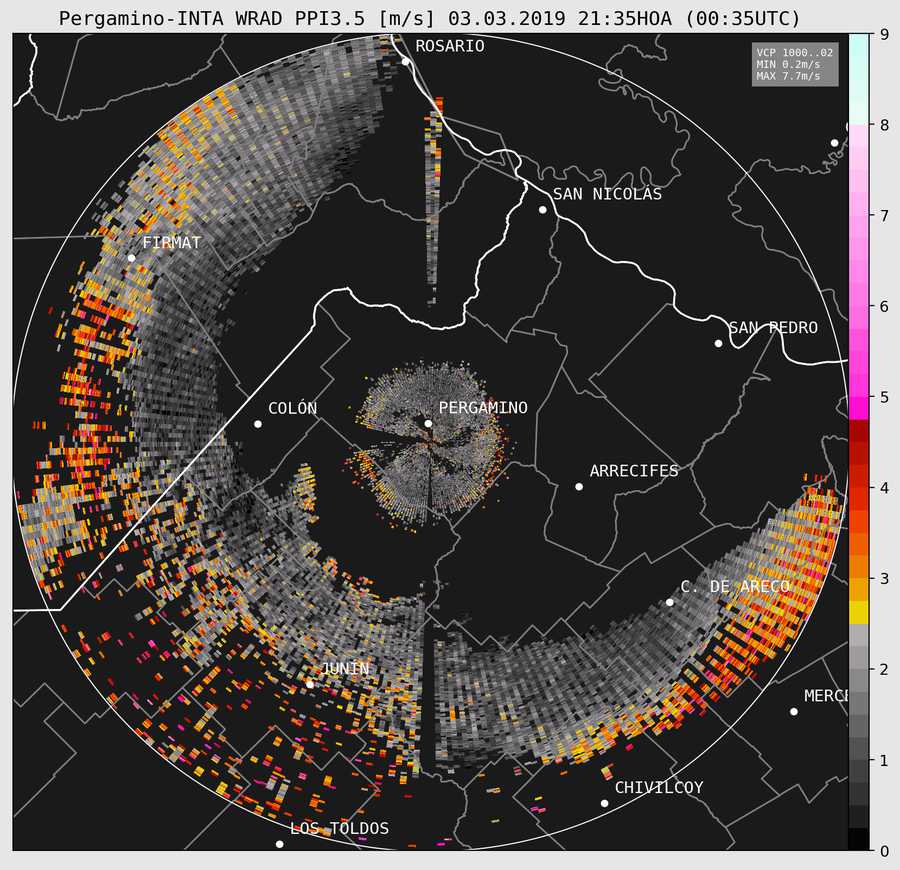 Pergamino-INTA WRAD PPI3.5 [m/s] 03.03.2019 21:35HOA (00:35UTC)
ROSARIO
VCP 1000..02
MIN 0.2m/s
MAX 7.7m/s
SAN NICOLÁS
FIRMAT
SAN PEDRO
COLÓN
PERGAMINO
ARRECIFES
C. DE ARECO
JUNÍN
MERCE
CHIVILCOY
LOS TOLDOS
9
8
7
6
5
4
3
2
1
0